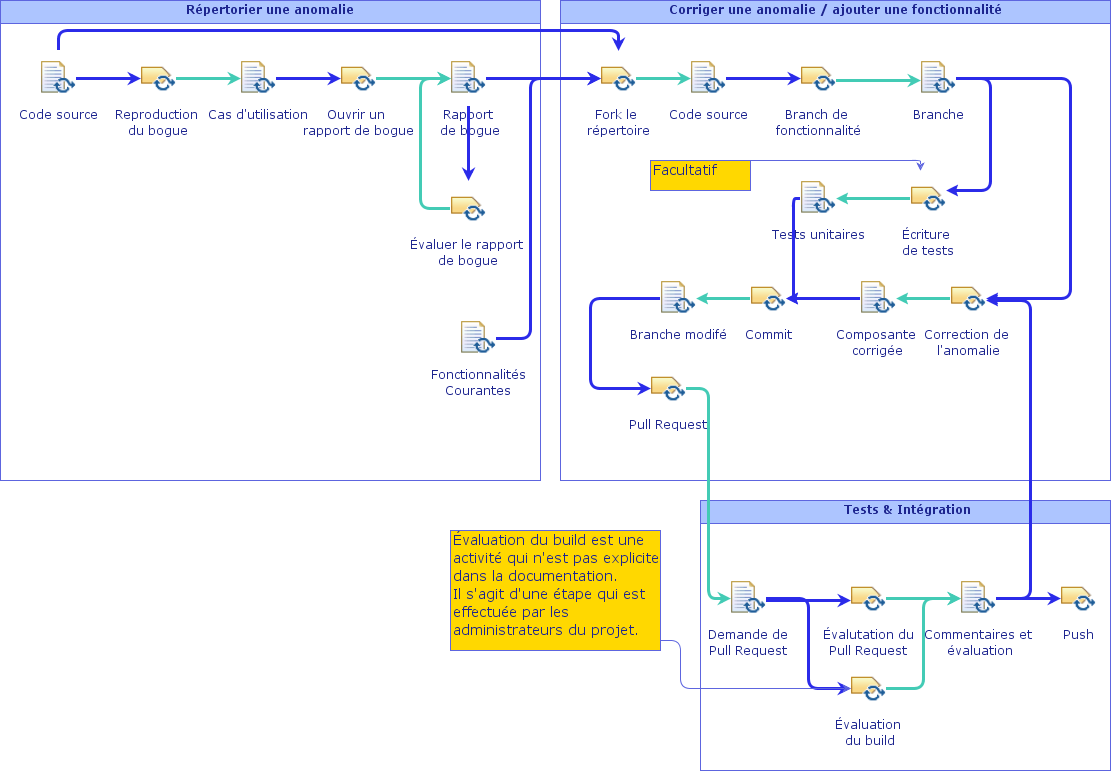 Répertorier une anomalie
Code source
Reproduction
du bogue
Cas d'utilisation
Ouvrir un
rapport de bogue
Rapport
de bogue
Évaluer le rapport
de bogue
Fonctionnalités
Courantes
Corriger une anomalie / ajouter une fonctionnalité
Fork le
répertoire
Code source
Branch de
fonctionnalité
Branche
Facultatif
Tests unitaires
Écriture
de tests
Branche modifé
Commit
Composante
corrigée
Correction de
l'anomalie
Pull Request
Tests & Intégration
Évaluation du build est une
activité qui n'est pas explicite
dans la documentation.
Il s'agit d'une étape qui est
effectuée par les
administrateurs du projet.
Demande de
Pull Request
Évalutation du
Pull Request
Commentaires et
évaluation
Push
Évaluation
du build